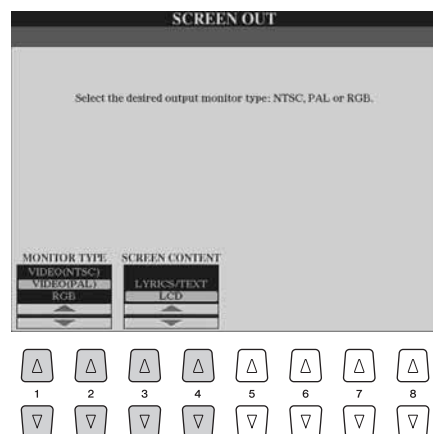 SCREEN OUT
Select the desired output monitor type: NTSC, PAL or RGB.
MONITOR TYPE SCREEN CONTENT
VIDEO(NTSC)
VIDEO(PAL) LYRICS/TEXT
RGB LCD
1 2 3 4 5 6 7 8